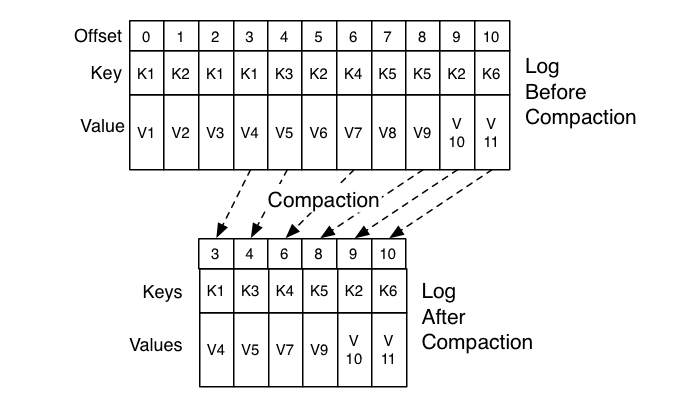 Offset 0 1 2 3 4 5 6 7 8 9 10
Key K1 K2 K1 K1 K3 K2 K4 K5 K5 K2 K6
Value V1 V2 V3 V4 V5 V6 V7 V8 V9 V 10 V 11
Log
Before
Compaction
Compaction
3 4 6 8 9 10
Keys K1 K3 K4 K5 K2 K6
Values V4 V5 V7 V9 V 10 V 11
Log
After
Compaction